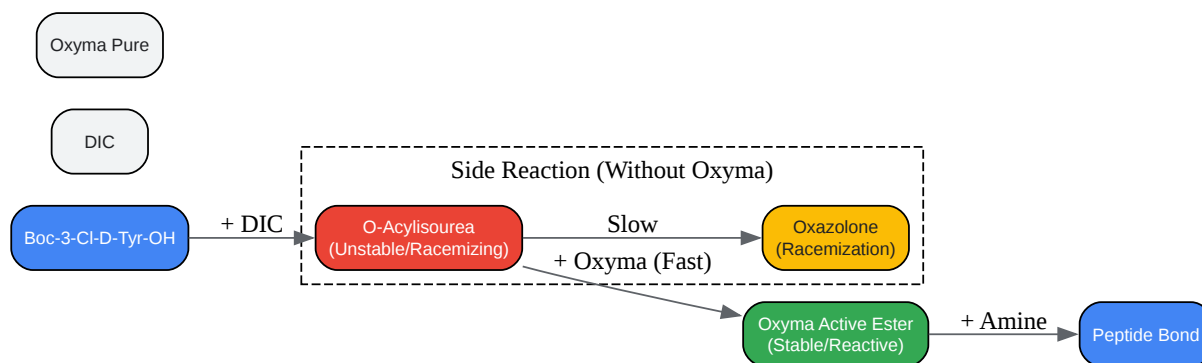 Oxyma Pure
DIC
Side Reaction (Without Oxyma)
Boc-3-Cl-D-Tyr-OH
+ DIC
O-Acylisourea
(Unstable/Racemizing)
Slow
Oxazolone
(Racemization)
+ Oxyma (Fast)
Oxyma Active Ester
(Stable/Reactive)
+ Amine
Peptide Bond